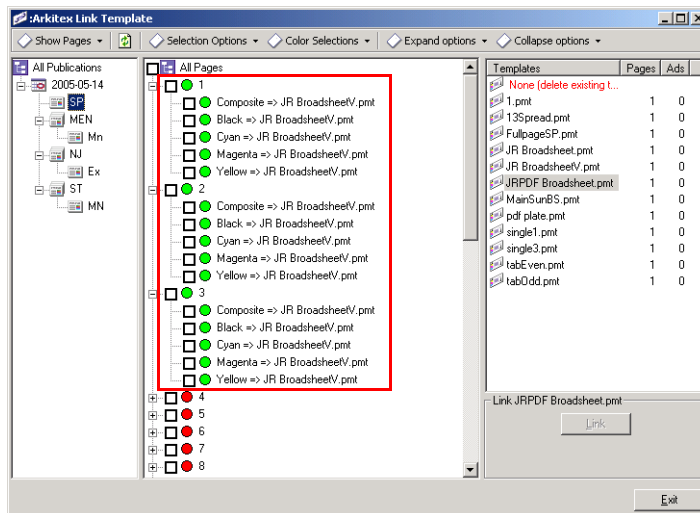 :Arkitex Link Template
Show Pages Selection Options Color Selections Expand options Collapse options
All Publications
2005-05-14
SP
MEN
Mn
NJ
Ex
ST
MN
All Pages
1
Composite => JR BroadsheetV.pmt
Black => JR BroadsheetV.pmt
Cyan => JR BroadsheetV.pmt
Magenta => JR BroadsheetV.pmt
Yellow => JR BroadsheetV.pmt
2
Composite => JR BroadsheetV.pmt
Black => JR BroadsheetV.pmt
Cyan => JR BroadsheetV.pmt
Magenta => JR BroadsheetV.pmt
Yellow => JR BroadsheetV.pmt
3
Composite => JR BroadsheetV.pmt
Black => JR BroadsheetV.pmt
Cyan => JR BroadsheetV.pmt
Magenta => JR BroadsheetV.pmt
Yellow => JR BroadsheetV.pmt
4
5
6
7
8
Templates Pages Ads
None (delete existing t...
1.pmt 1 0
13Spread.pmt 1 0
FullpageSP.pmt 1 0
JR Broadsheet.pmt 1 0
JR BroadsheetV.pmt 1 0
JRPDF Broadsheet.pmt 1 0
MainSunBS.pmt 1 0
pdf plate.pmt 1 0
single1.pmt 1 0
single3.pmt 1 0
tabEven.pmt 1 0
tabOdd.pmt 1 0
Link JRPDF Broadsheet.pmt
Link
Exit